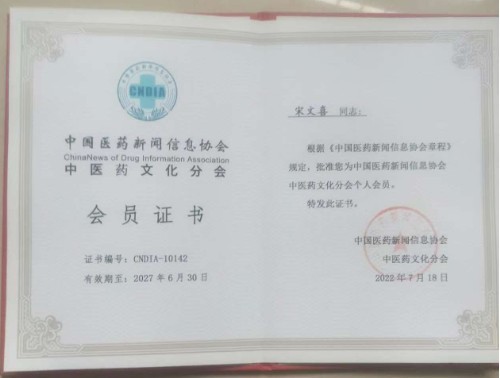 CNDIA
中国医药新闻信息协会
ChinaNews of Drug Information Association
中医药文化分会
会员证书
证书编号：CNDIA-10142
有效期至：2027年6月30日
宋文喜 同志：
根据《中国医药新闻信息协会章程》
规定，批准您为中国医药新闻信息协会
中医药文化分会个人会员。
特发此证书。
中国医药新闻信息协会
中医药文化分会
2022年7月18日